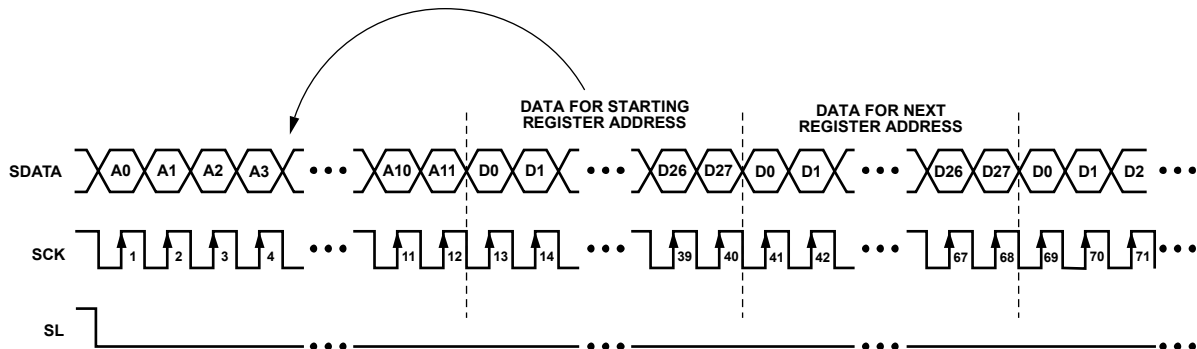 DATA FOR STARTING
REGISTER ADDRESS
DATA FOR NEXT
REGISTER ADDRESS
SDATA A0 A1 A2 A3 ••• A10 A11 D0 D1 ••• D26 D27 D0 D1 ••• D26 D27 D0 D1 D2 •••
SCK 1 2 3 4 ••• 11 12 13 14 ••• 39 40 41 42 ••• 67 68 69 70 71 •••
SL ••• ••• ••• •••